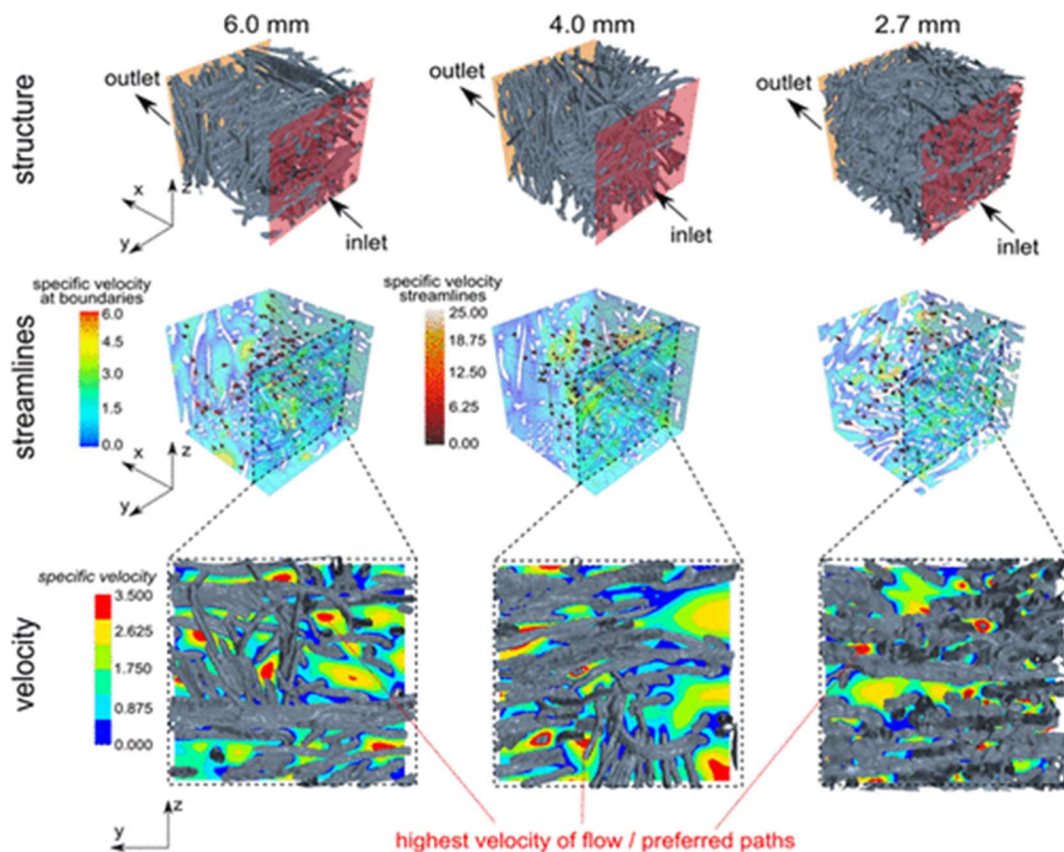 6.0 mm
4.0 mm
2.7 mm
structure
outlet
inlet
x
y
z
outlet
inlet
outlet
inlet
streamlines
specific velocity
at boundaries
6.0
4.5
3.0
1.5
0.0
x
y
z
specific velocity
streamlines
25.00
18.75
12.50
6.25
0.00
velocity
specific velocity
3.500
2.625
1.750
0.875
0.000
z
y
highest velocity of flow / preferred paths